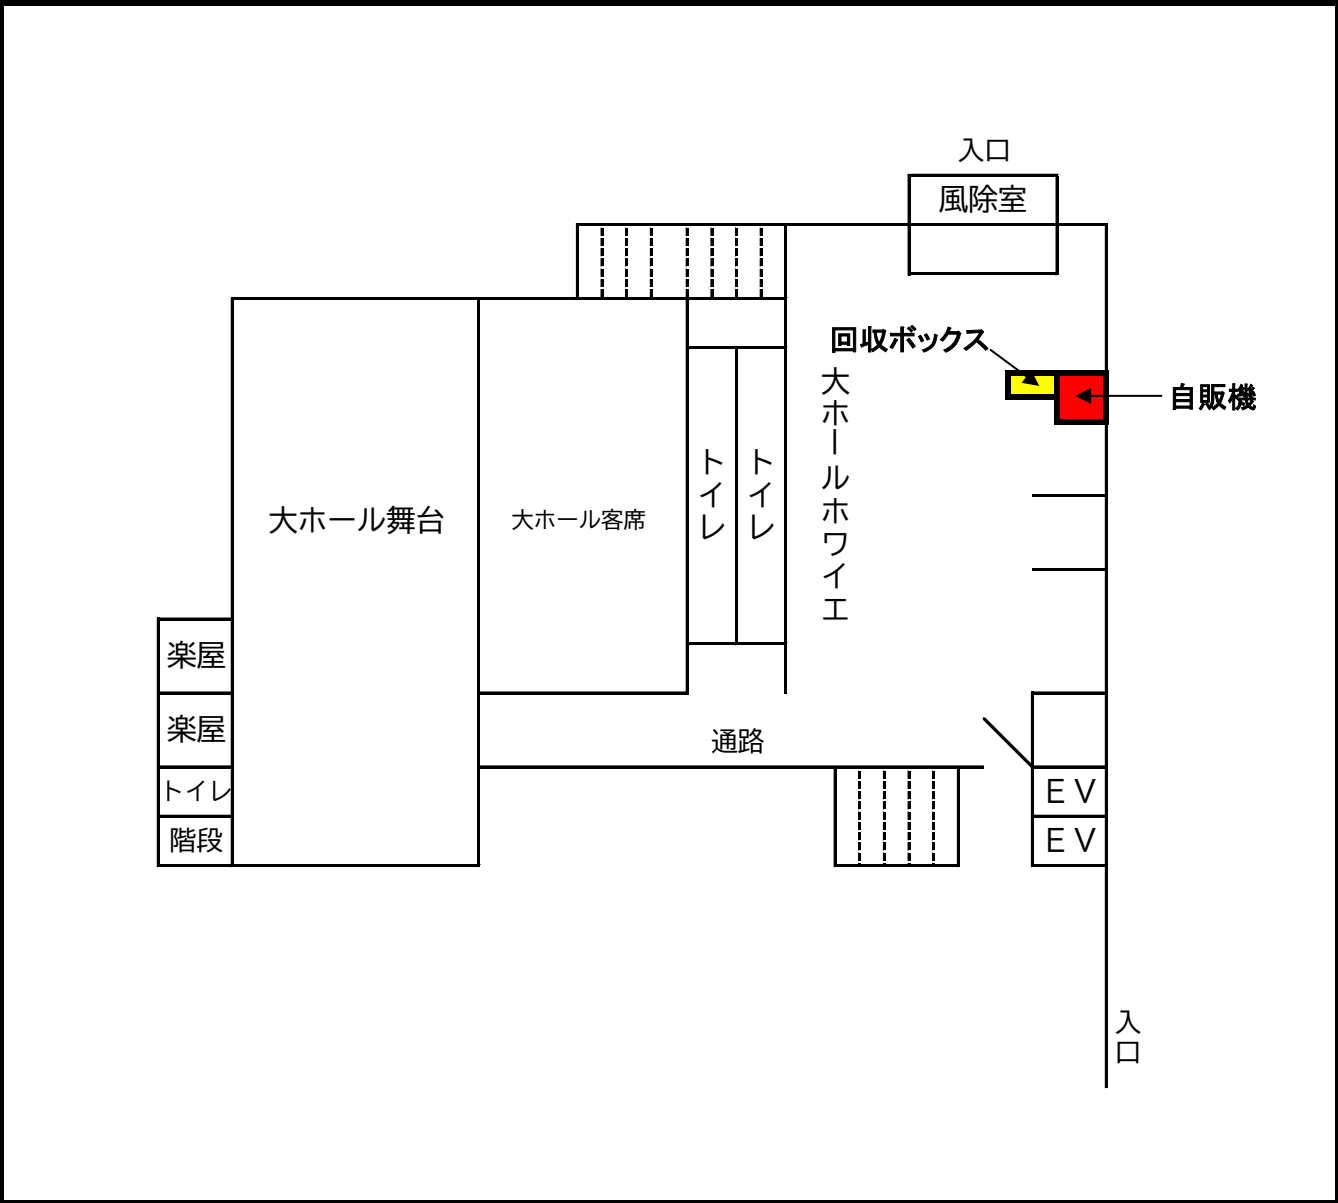 入口
風除室
回収ボックス
自販機
大ホールホワイエ
トイレ
トイレ
大ホール舞台
大ホール客席
楽屋
楽屋
通路
トイレ
ＥＶ
階段
ＥＶ
入口